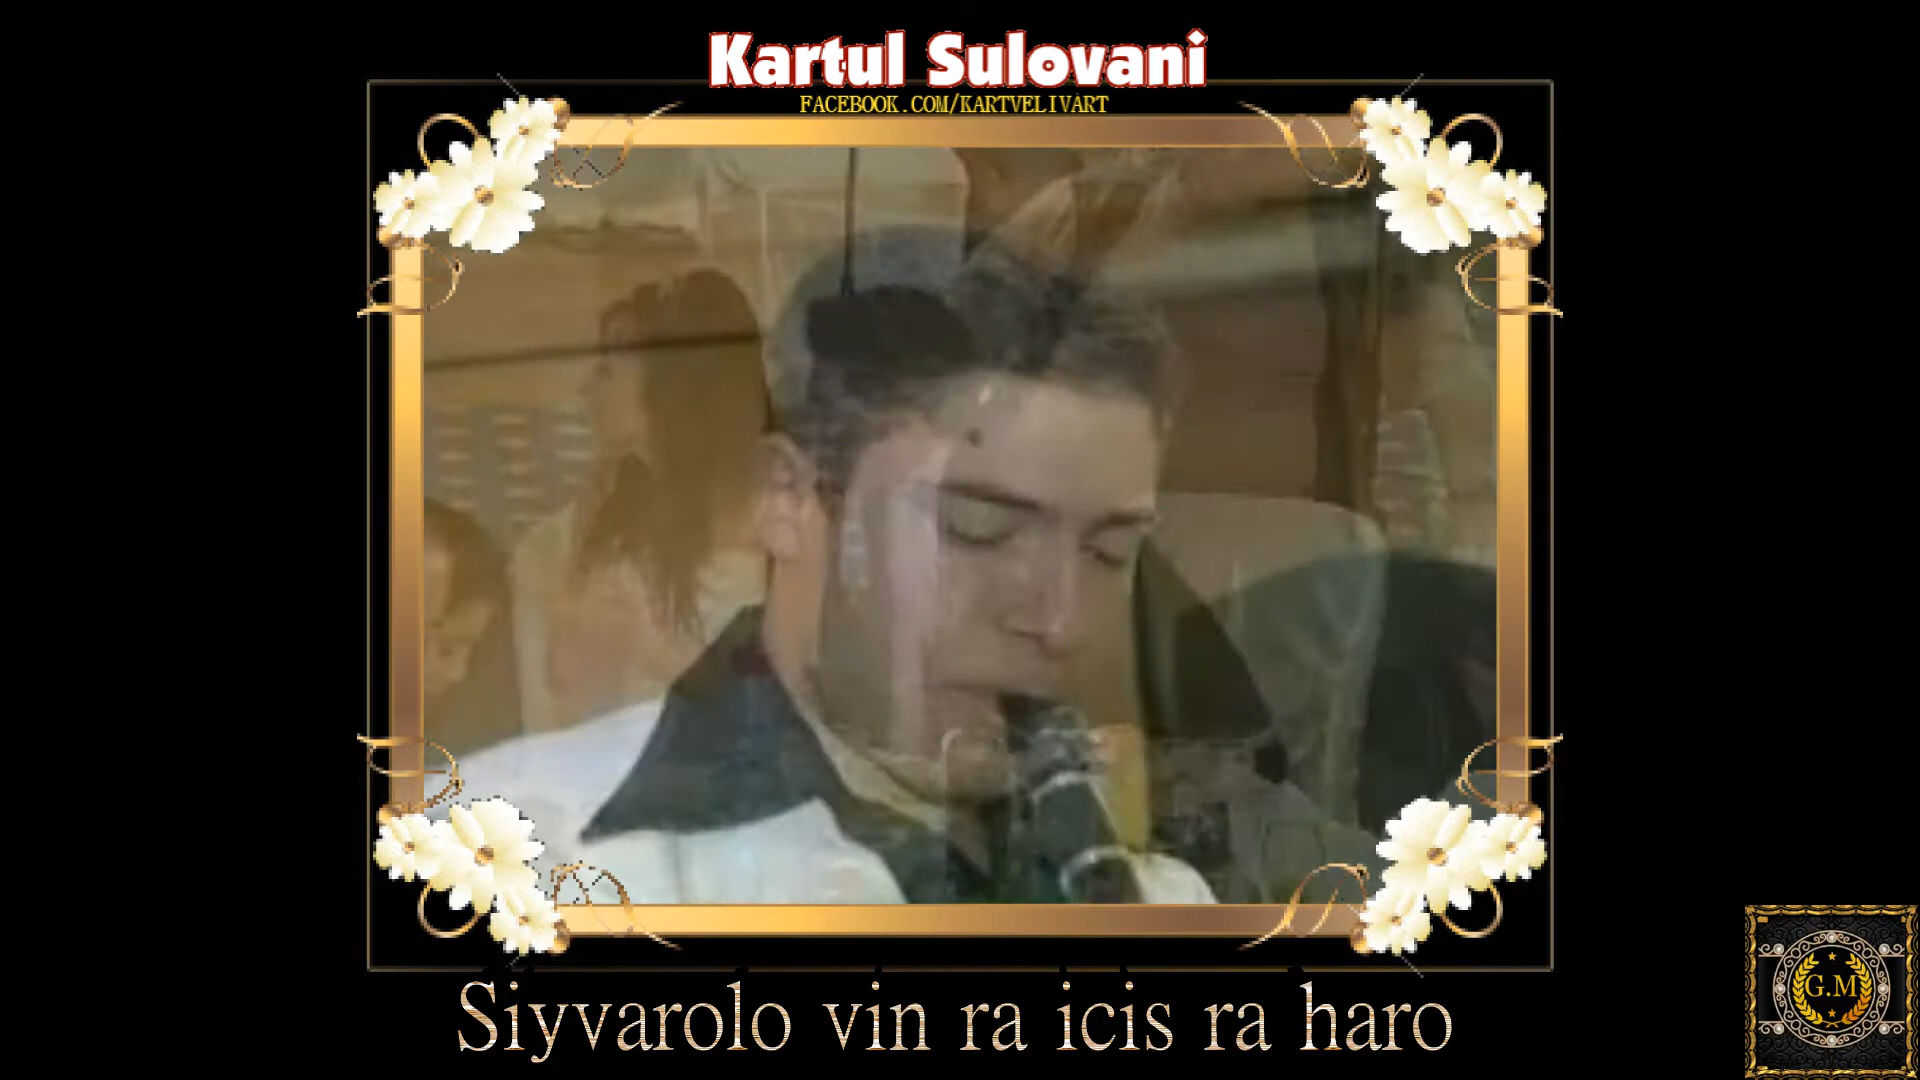 Kartul Sulovani
FACEBOOK.COM/KARTVELIVART
Siyvarolo vin ra icis ra haro
G.M